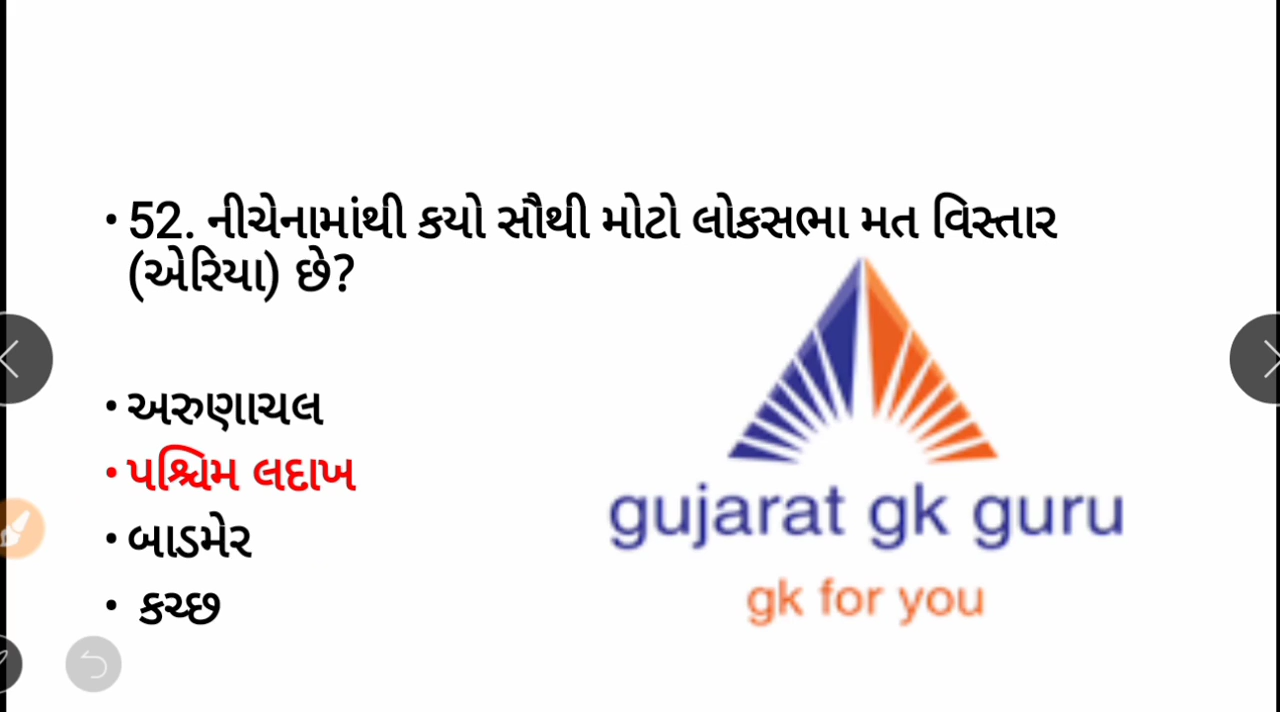 • 52. નીચેનામાંથી કયો સૌથી મોટો લોકસભા મત વિસ્તાર
(એરિયા) છે?
• અરુણાચલ
• પશ્ચિમ લદાખ
• બાડમેર
• કચ્છ
gujarat gk guru
gk for you